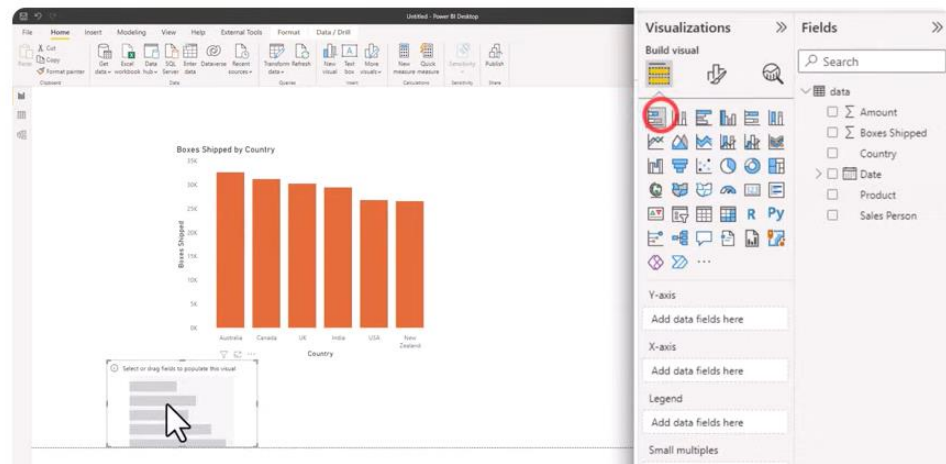 Untitled - Power BI Desktop
File Home Insert Modeling View Help External Tools Format Data / Drill
Paste
Cut
Copy
Format painter
Clipboard
Get data
Excel workbook
Data hub
SQL Server
Enter data
Dataverse
Recent sources
Data
Transform data
Refresh
Queries
New visual
Text box
More visuals
Insert
New measure
Quick measure
Calculations
Sensitivity
Sensitivity
Publish
Share
Boxes Shipped by Country
35K
30K
25K
20K
15K
10K
5K
0K
Boxes Shipped
Australia Canada UK India USA New Zealand
Country
Select or drag fields to populate this visual
Visualizations
Build visual
R Py
Y-axis
Add data fields here
X-axis
Add data fields here
Legend
Add data fields here
Small multiples
Fields
Search
data
Amount
Boxes Shipped
Country
Date
Product
Sales Person